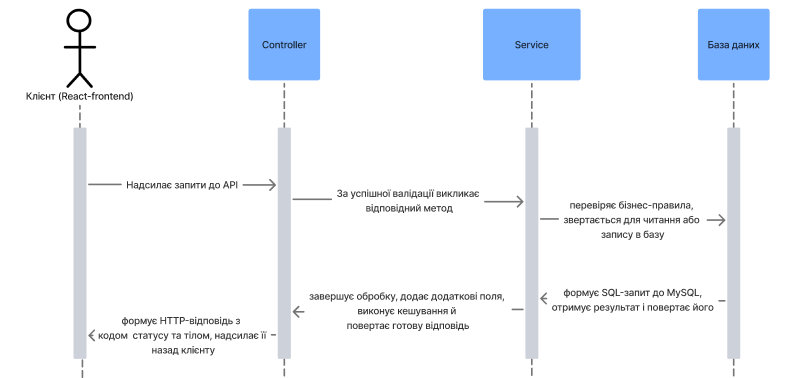 Controller
Service
База даних
Клієнт (React-frontend)
Надсилає запити до API
За успішної валідації викликає
відповідний метод
перевіряє бізнес-правила,
звертається для читання або
запису в базу
формує SQL-запит до MySQL,
отримує результат і повертає його
завершує обробку, додає додаткові поля,
виконує кешування й
повертає готову відповідь
формує HTTP-відповідь з
кодом статусу та тілом, надсилає її
назад клієнту